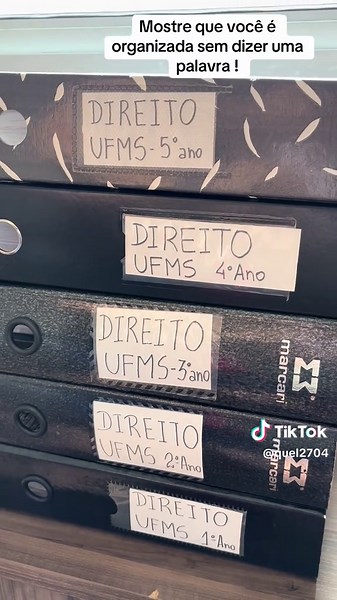 Mostre que você é
organizada sem dizer uma
palavra !
DIREITO
UFMS - 5° ano
DIREITO
UFMS 4° Ano
DIREITO
UFMS - 3° ano
marcari
DIREITO
UFMS 2° Ano
marcari
DIREITO
UFMS 1° Ano
TikTok
@quel2704